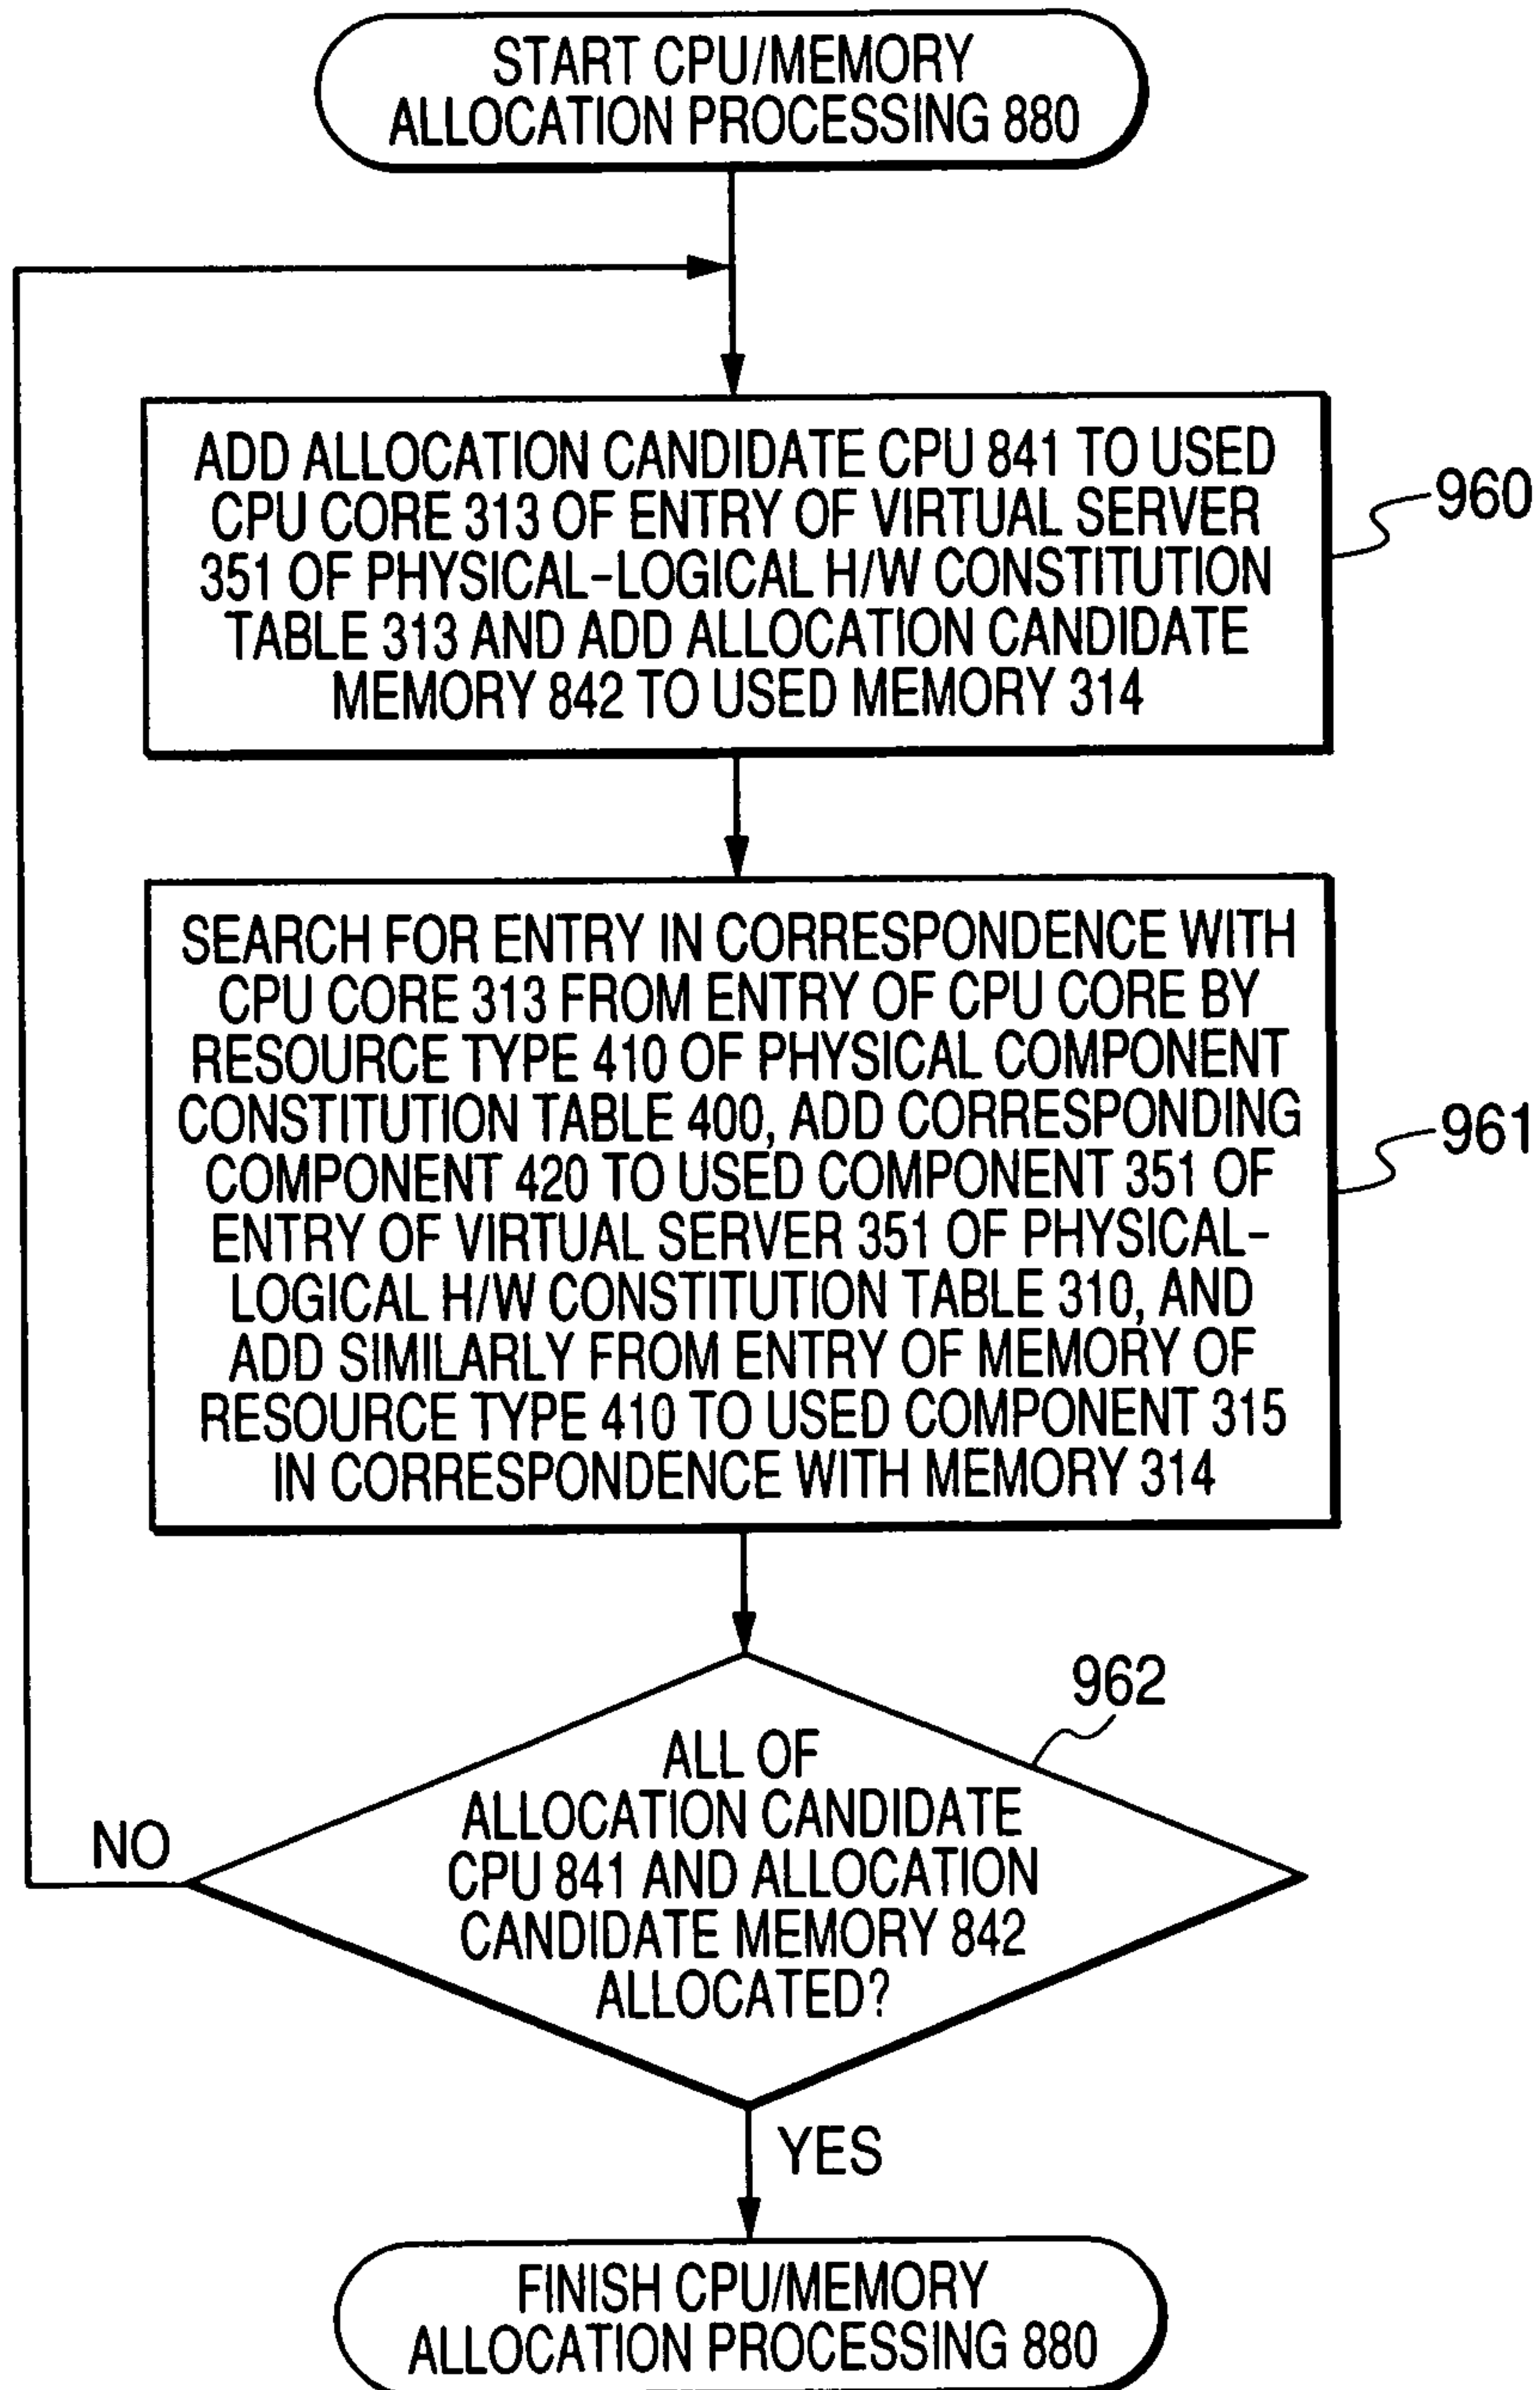 START CPU/MEMORY
ALLOCATION PROCESSING 880
ADD ALLOCATION CANDIDATE CPU 841 TO USED
CPU CORE 313 OF ENTRY OF VIRTUAL SERVER
351 OF PHYSICAL-LOGICAL H/W CONSTITUTION
TABLE 313 AND ADD ALLOCATION CANDIDATE
MEMORY 842 TO USED MEMORY 314
960
SEARCH FOR ENTRY IN CORRESPONDENCE WITH
CPU CORE 313 FROM ENTRY OF CPU CORE BY
RESOURCE TYPE 410 OF PHYSICAL COMPONENT
CONSTITUTION TABLE 400, ADD CORRESPONDING
COMPONENT 420 TO USED COMPONENT 351 OF
ENTRY OF VIRTUAL SERVER 351 OF PHYSICAL-
LOGICAL H/W CONSTITUTION TABLE 310, AND
ADD SIMILARLY FROM ENTRY OF MEMORY OF
RESOURCE TYPE 410 TO USED COMPONENT 315
IN CORRESPONDENCE WITH MEMORY 314
961
962
ALL OF
ALLOCATION CANDIDATE
CPU 841 AND ALLOCATION
CANDIDATE MEMORY 842
ALLOCATED?
NO
YES
FINISH CPU/MEMORY
ALLOCATION PROCESSING 880